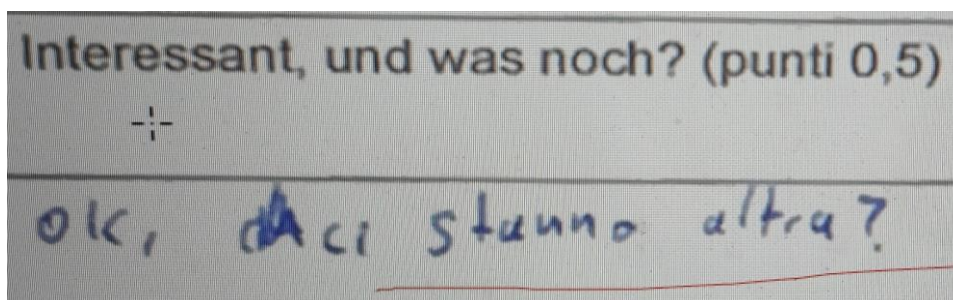 Interessant, und was noch? (punti 0,5)
ok, ci stanno altra?